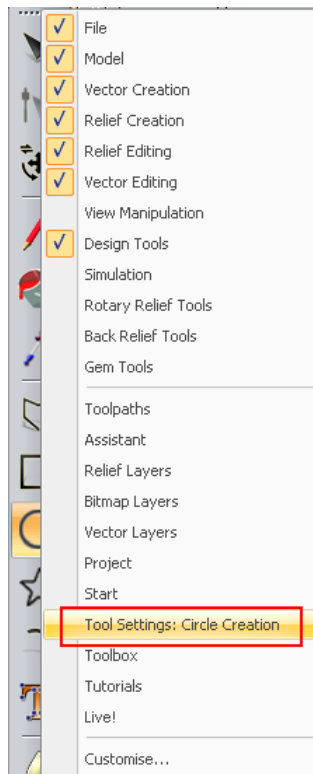 File
Model
Vector Creation
Relief Creation
Relief Editing
Vector Editing
View Manipulation
Design Tools
Simulation
Rotary Relief Tools
Back Relief Tools
Gem Tools
Toolpaths
Assistant
Relief Layers
Bitmap Layers
Vector Layers
Project
Start
Tool Settings: Circle Creation
Toolbox
Tutorials
Live!
Customise...